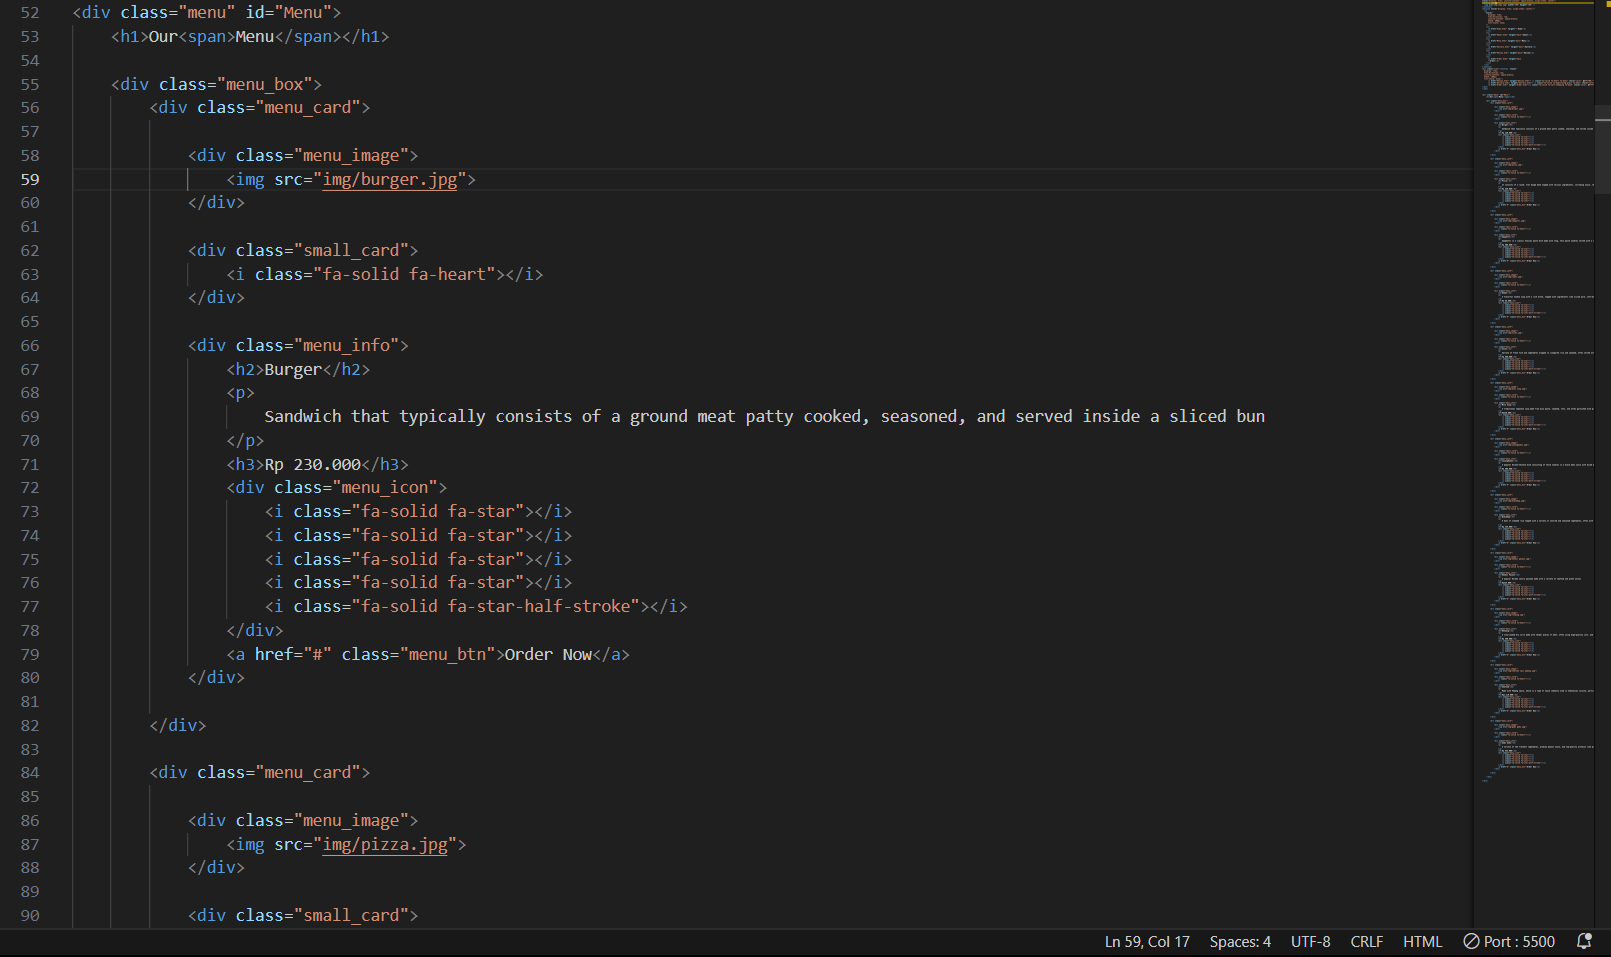 52 <div class="menu" id="Menu">
53 <h1>Our<span>Menu</span></h1>
54
55 <div class="menu_box">
56 <div class="menu_card">
57
58 <div class="menu_image">
59 <img src="img/burger.jpg">
60 </div>
61
62 <div class="small_card">
63 <i class="fa-solid fa-heart"></i>
64 </div>
65
66 <div class="menu_info">
67 <h2>Burger</h2>
68 <p>
69 Sandwich that typically consists of a ground meat patty cooked, seasoned, and served inside a sliced bun
70 </p>
71 <h3>Rp 230.000</h3>
72 <div class="menu_icon">
73 <i class="fa-solid fa-star"></i>
74 <i class="fa-solid fa-star"></i>
75 <i class="fa-solid fa-star"></i>
76 <i class="fa-solid fa-star"></i>
77 <i class="fa-solid fa-star-half-stroke"></i>
78 </div>
79 <a href="#" class="menu_btn">Order Now</a>
80 </div>
81
82 </div>
83
84 <div class="menu_card">
85
86 <div class="menu_image">
87 <img src="img/pizza.jpg">
88 </div>
89
90 <div class="small_card">
Ln 59, Col 17 Spaces: 4 UTF-8 CRLF HTML Port : 5500